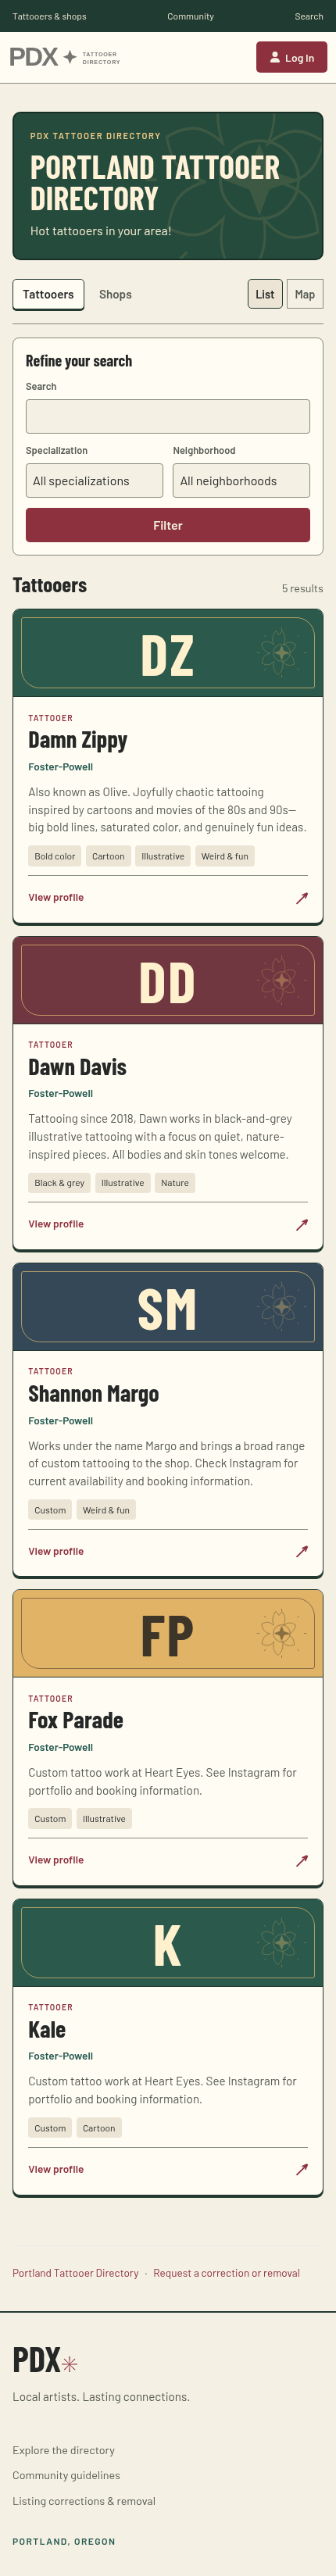 Tattooers & shops Community Search
PDX TATTOOER
DIRECTORY
Log In
PDX TATTOOER DIRECTORY
PORTLAND TATTOOER
DIRECTORY
Hot tattooers in your area!
Tattooers Shops List Map
Refine your search
Search
Specialization Neighborhood
All specializations All neighborhoods
Filter
Tattooers 5 results
DZ
TATTOOER
Damn Zippy
Foster-Powell
Also known as Olive. Joyfully chaotic tattooing
inspired by cartoons and movies of the 80s and 90s—
big bold lines, saturated color, and genuinely fun ideas.
Bold color Cartoon Illustrative Weird & fun
View profile
DD
TATTOOER
Dawn Davis
Foster-Powell
Tattooing since 2018, Dawn works in black-and-grey
illustrative tattooing with a focus on quiet, nature-
inspired pieces. All bodies and skin tones welcome.
Black & grey Illustrative Nature
View profile
SM
TATTOOER
Shannon Margo
Foster-Powell
Works under the name Margo and brings a broad range
of custom tattooing to the shop. Check Instagram for
current availability and booking information.
Custom Weird & fun
View profile
FP
TATTOOER
Fox Parade
Foster-Powell
Custom tattoo work at Heart Eyes. See Instagram for
portfolio and booking information.
Custom Illustrative
View profile
K
TATTOOER
Kale
Foster-Powell
Custom tattoo work at Heart Eyes. See Instagram for
portfolio and booking information.
Custom Cartoon
View profile
Portland Tattooer Directory · Request a correction or removal
PDX
Local artists. Lasting connections.
Explore the directory
Community guidelines
Listing corrections & removal
PORTLAND, OREGON